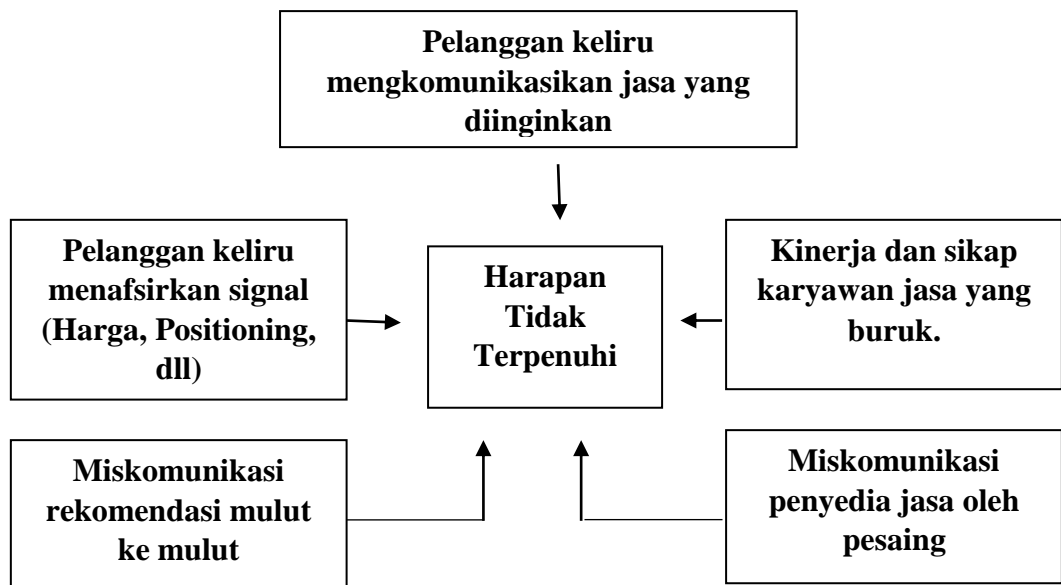 Pelanggan keliru
mengkomunikasikan jasa yang
diinginkan
Pelanggan keliru
menafsirkan signal
(Harga, Positioning,
dll)
Harapan
Tidak
Terpenuhi
Kinerja dan sikap
karyawan jasa yang
buruk.
Miskomunikasi
rekomendasi mulut
ke mulut
Miskomunikasi
penyedia jasa oleh
pesaing